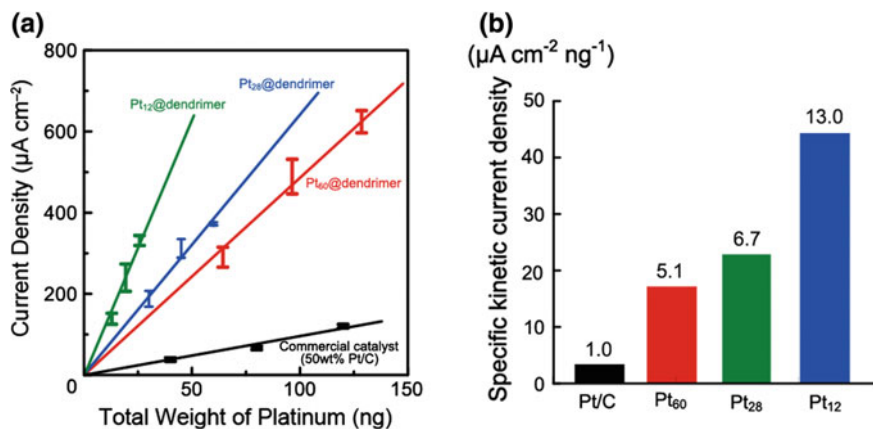 (a)
800
600
400
200
0
0
50
100
150
Current Density (μA cm⁻²)
Total Weight of Platinum (ng)
Pt₁₂@dendrimer
Pt₂₈@dendrimer
Pt₆₀@dendrimer
Commercial catalyst
(50wt% Pt/C)
(b)
(μA cm⁻² ng⁻¹)
Specific kinetic current density
50
40
30
20
10
0
1.0
5.1
6.7
13.0
Pt/C
Pt₆₀
Pt₂₈
Pt₁₂